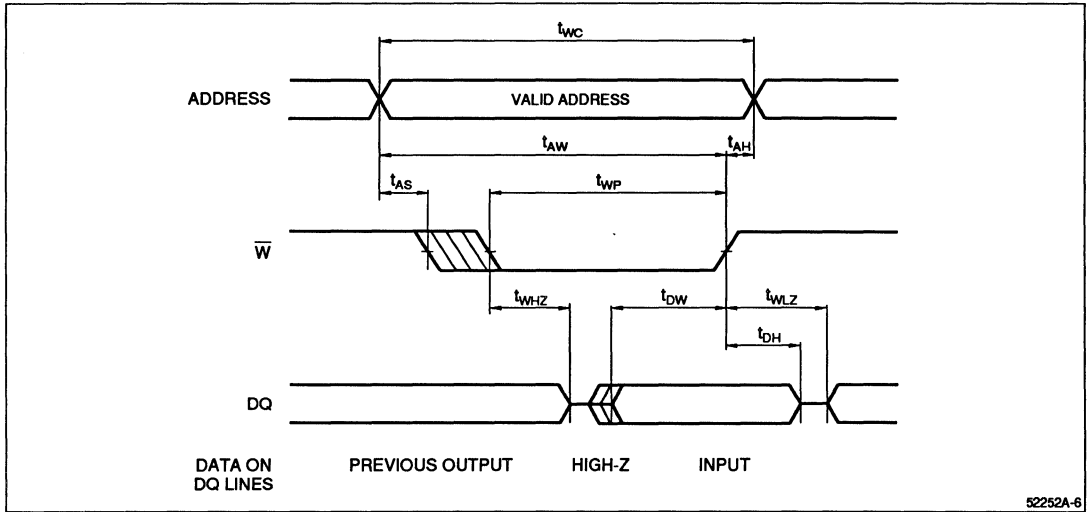 tWC
ADDRESS
VALID ADDRESS
tAW
tAH
tAS
tWP
W̅
tWHZ
tDW
tWLZ
tDH
DQ
DATA ON
DQ LINES
PREVIOUS OUTPUT
HIGH-Z
INPUT
52252A-6